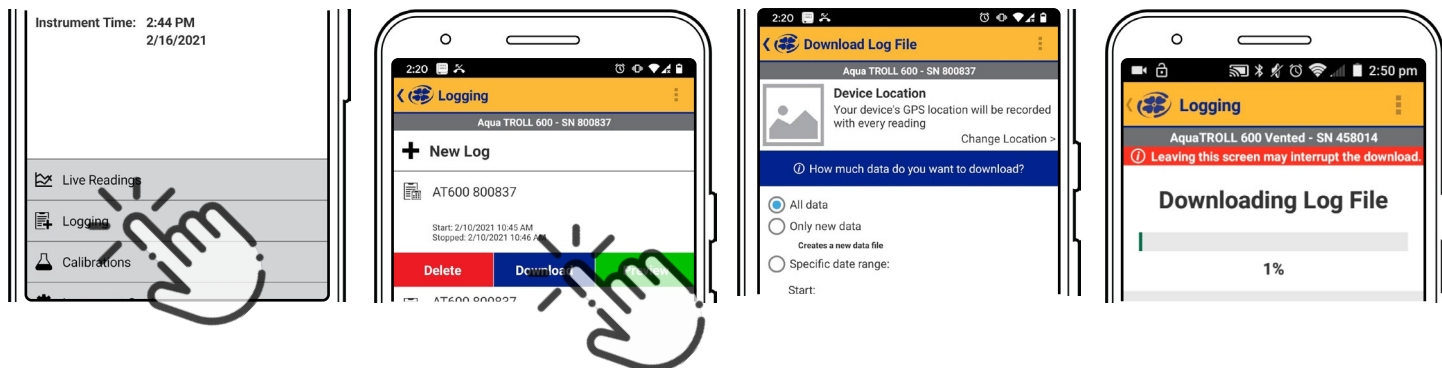 Instrument Time: 2:44 PM
2/16/2021
Live Readings
Logging
Calibrations
2:20
Logging
Aqua TROLL 600 - SN 800837
New Log
AT600 800837
Start: 2/10/2021 10:45 AM
Stopped: 2/10/2021 10:46 AM
Delete
Download
Preview
AT600 800837
2:20
Download Log File
Aqua TROLL 600 - SN 800837
Device Location
Your device's GPS location will be recorded
with every reading
Change Location >
How much data do you want to download?
All data
Only new data
Creates a new data file
Specific date range:
Start:
2:50 pm
Logging
AquaTROLL 600 Vented - SN 458014
Leaving this screen may interrupt the download.
Downloading Log File
1%